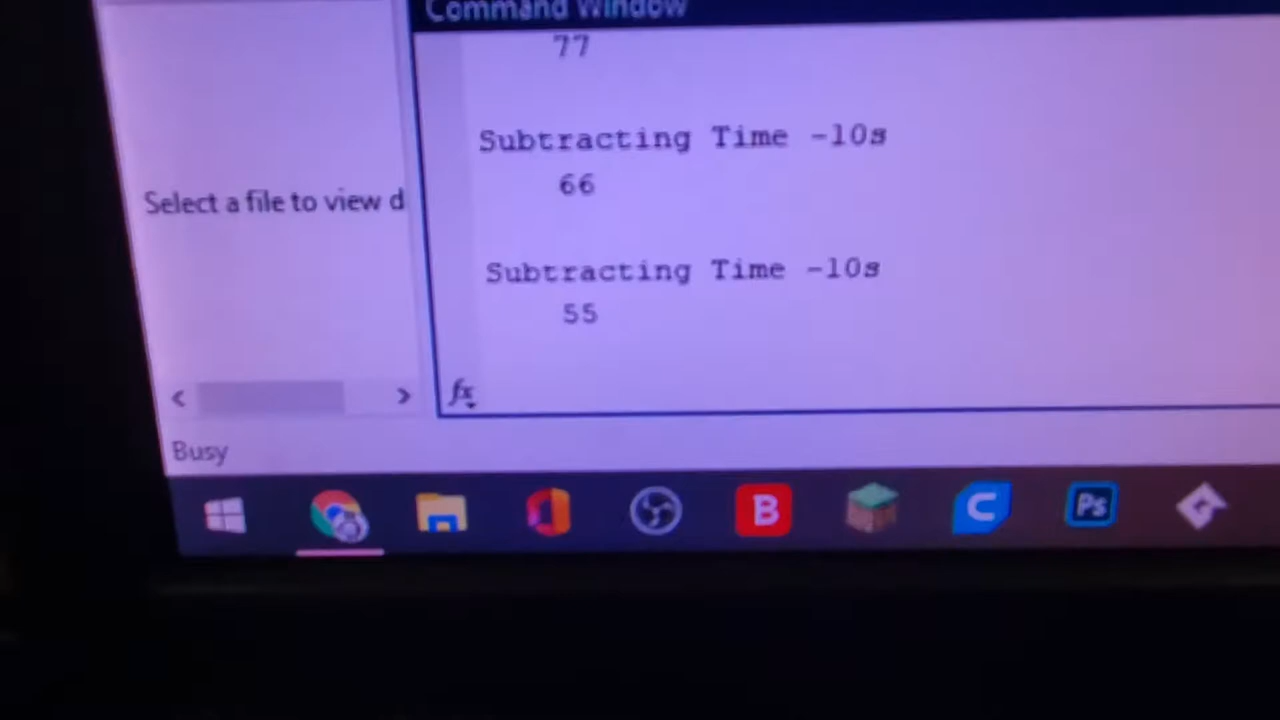 Command Window
77
Subtracting Time -10s
66
Select a file to view d
Subtracting Time -10s
55
fx
Busy
B
C
Ps